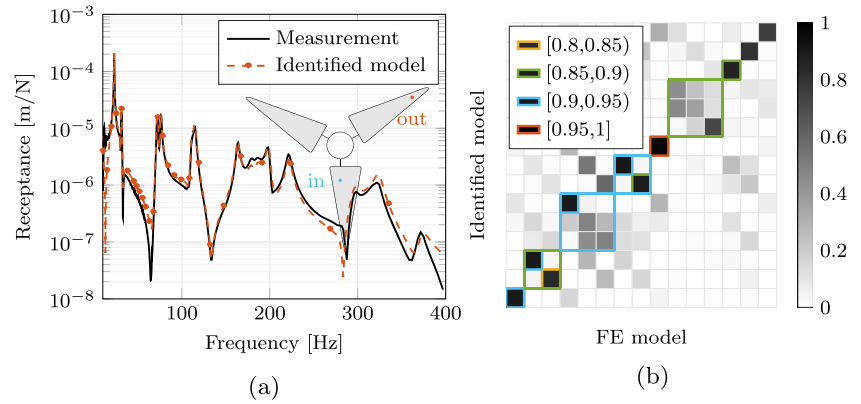 10−3
10−4
10−5
10−6
10−7
10−8
Receptance [m/N]
Measurement
Identified model
out
in
100
200
300
400
Frequency [Hz]
(a)
[0.8,0.85)
[0.85,0.9)
[0.9,0.95)
[0.95,1]
Identified model
FE model
1
0.8
0.6
0.4
0.2
0
(b)